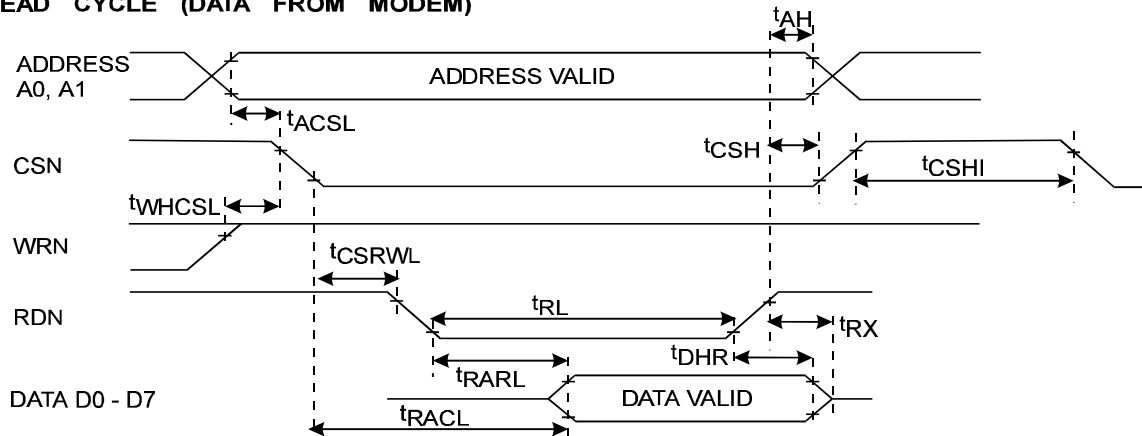 EAD CYCLE (DATA FROM MODEM)
tAH
ADDRESS
A0, A1
ADDRESS VALID
tACSL
CSN
tCSH
tCSHI
tWHCSL
WRN
tCSRWL
RDN
tRL
tRX
tDHR
tRARL
DATA D0 - D7
DATA VALID
tRACL